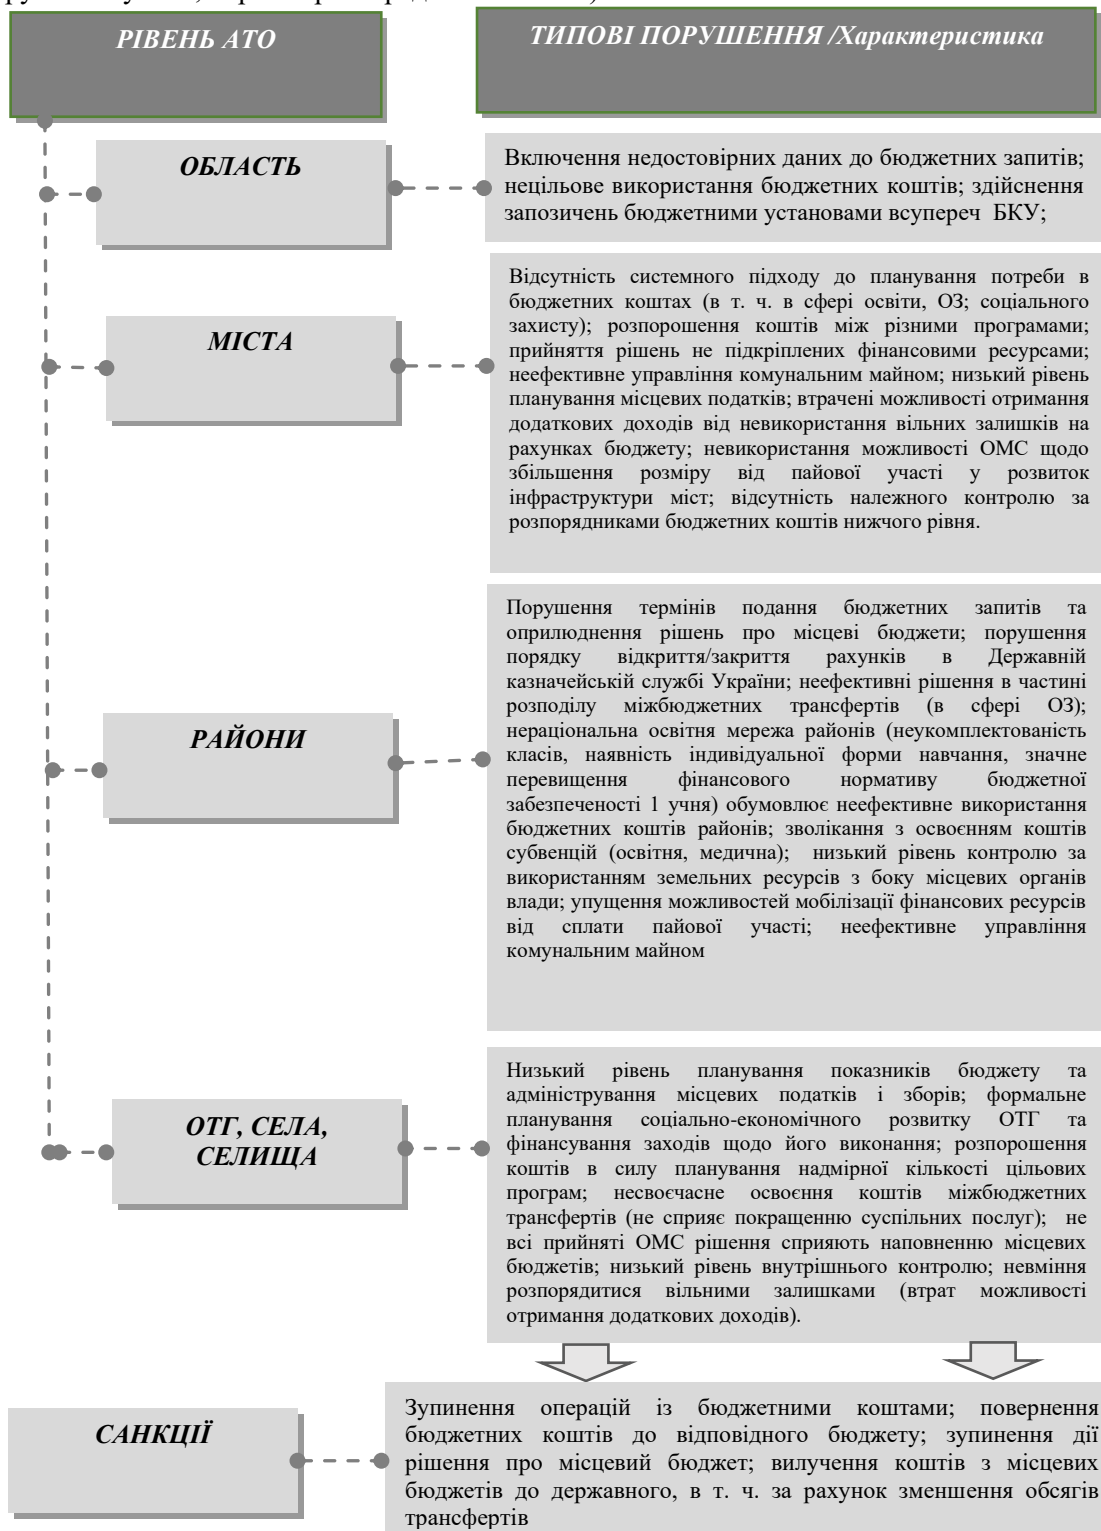 РІВЕНЬ АТО
ТИПОВІ ПОРУШЕННЯ /Характеристика
ОБЛАСТЬ
Включення недостовірних даних до бюджетних запитів;
нецільове використання бюджетних коштів; здійснення
запозичень бюджетними установами всупереч БКУ;
МІСТА
Відсутність системного підходу до планування потреби в
бюджетних коштах (в т. ч. в сфері освіти, ОЗ; соціального
захисту); розпорошення коштів між різними програмами;
прийняття рішень не підкріплених фінансовими ресурсами;
неефективне управління комунальним майном; низький рівень
планування місцевих податків; втрачені можливості отримання
додаткових доходів від невикористання вільних залишків на
рахунках бюджету; невикористання можливості ОМС щодо
збільшення розміру від пайової участі у розвиток
інфраструктури міст; відсутність належного контролю за
розпорядниками бюджетних коштів нижчого рівня.
РАЙОНИ
Порушення термінів подання бюджетних запитів та
оприлюднення рішень про місцеві бюджети; порушення
порядку відкриття/закриття рахунків в Державній
казначейській службі України; неефективні рішення в частині
розподілу міжбюджетних трансфертів (в сфері ОЗ);
нераціональна освітня мережа районів (неукомплектованість
класів, наявність індивідуальної форми навчання, значне
перевищення фінансового нормативу бюджетної
забезпеченості 1 учня) обумовлює неефективне використання
бюджетних коштів районів; зволікання з освоєнням коштів
субвенцій (освітня, медична); низький рівень контролю за
використанням земельних ресурсів з боку місцевих органів
влади; упущення можливостей мобілізації фінансових ресурсів
від сплати пайової участі; неефективне управління
комунальним майном
ОТГ, СЕЛА,
СЕЛИЩА
Низький рівень планування показників бюджету та
адміністрування місцевих податків і зборів; формальне
планування соціально-економічного розвитку ОТГ та
фінансування заходів щодо його виконання; розпорошення
коштів в силу планування надмірної кількості цільових
програм; несвоєчасне освоєння коштів міжбюджетних
трансфертів (не сприяє покращенню суспільних послуг); не
всі прийняті ОМС рішення сприяють наповненню місцевих
бюджетів; низький рівень внутрішнього контролю; невміння
розпорядитися вільними залишками (втрат можливості
отримання додаткових доходів).
САНКЦІЇ
Зупинення операцій із бюджетними коштами; повернення
бюджетних коштів до відповідного бюджету; зупинення дії
рішення про місцевий бюджет; вилучення коштів з місцевих
бюджетів до державного, в т. ч. за рахунок зменшення обсягів
трансфертів